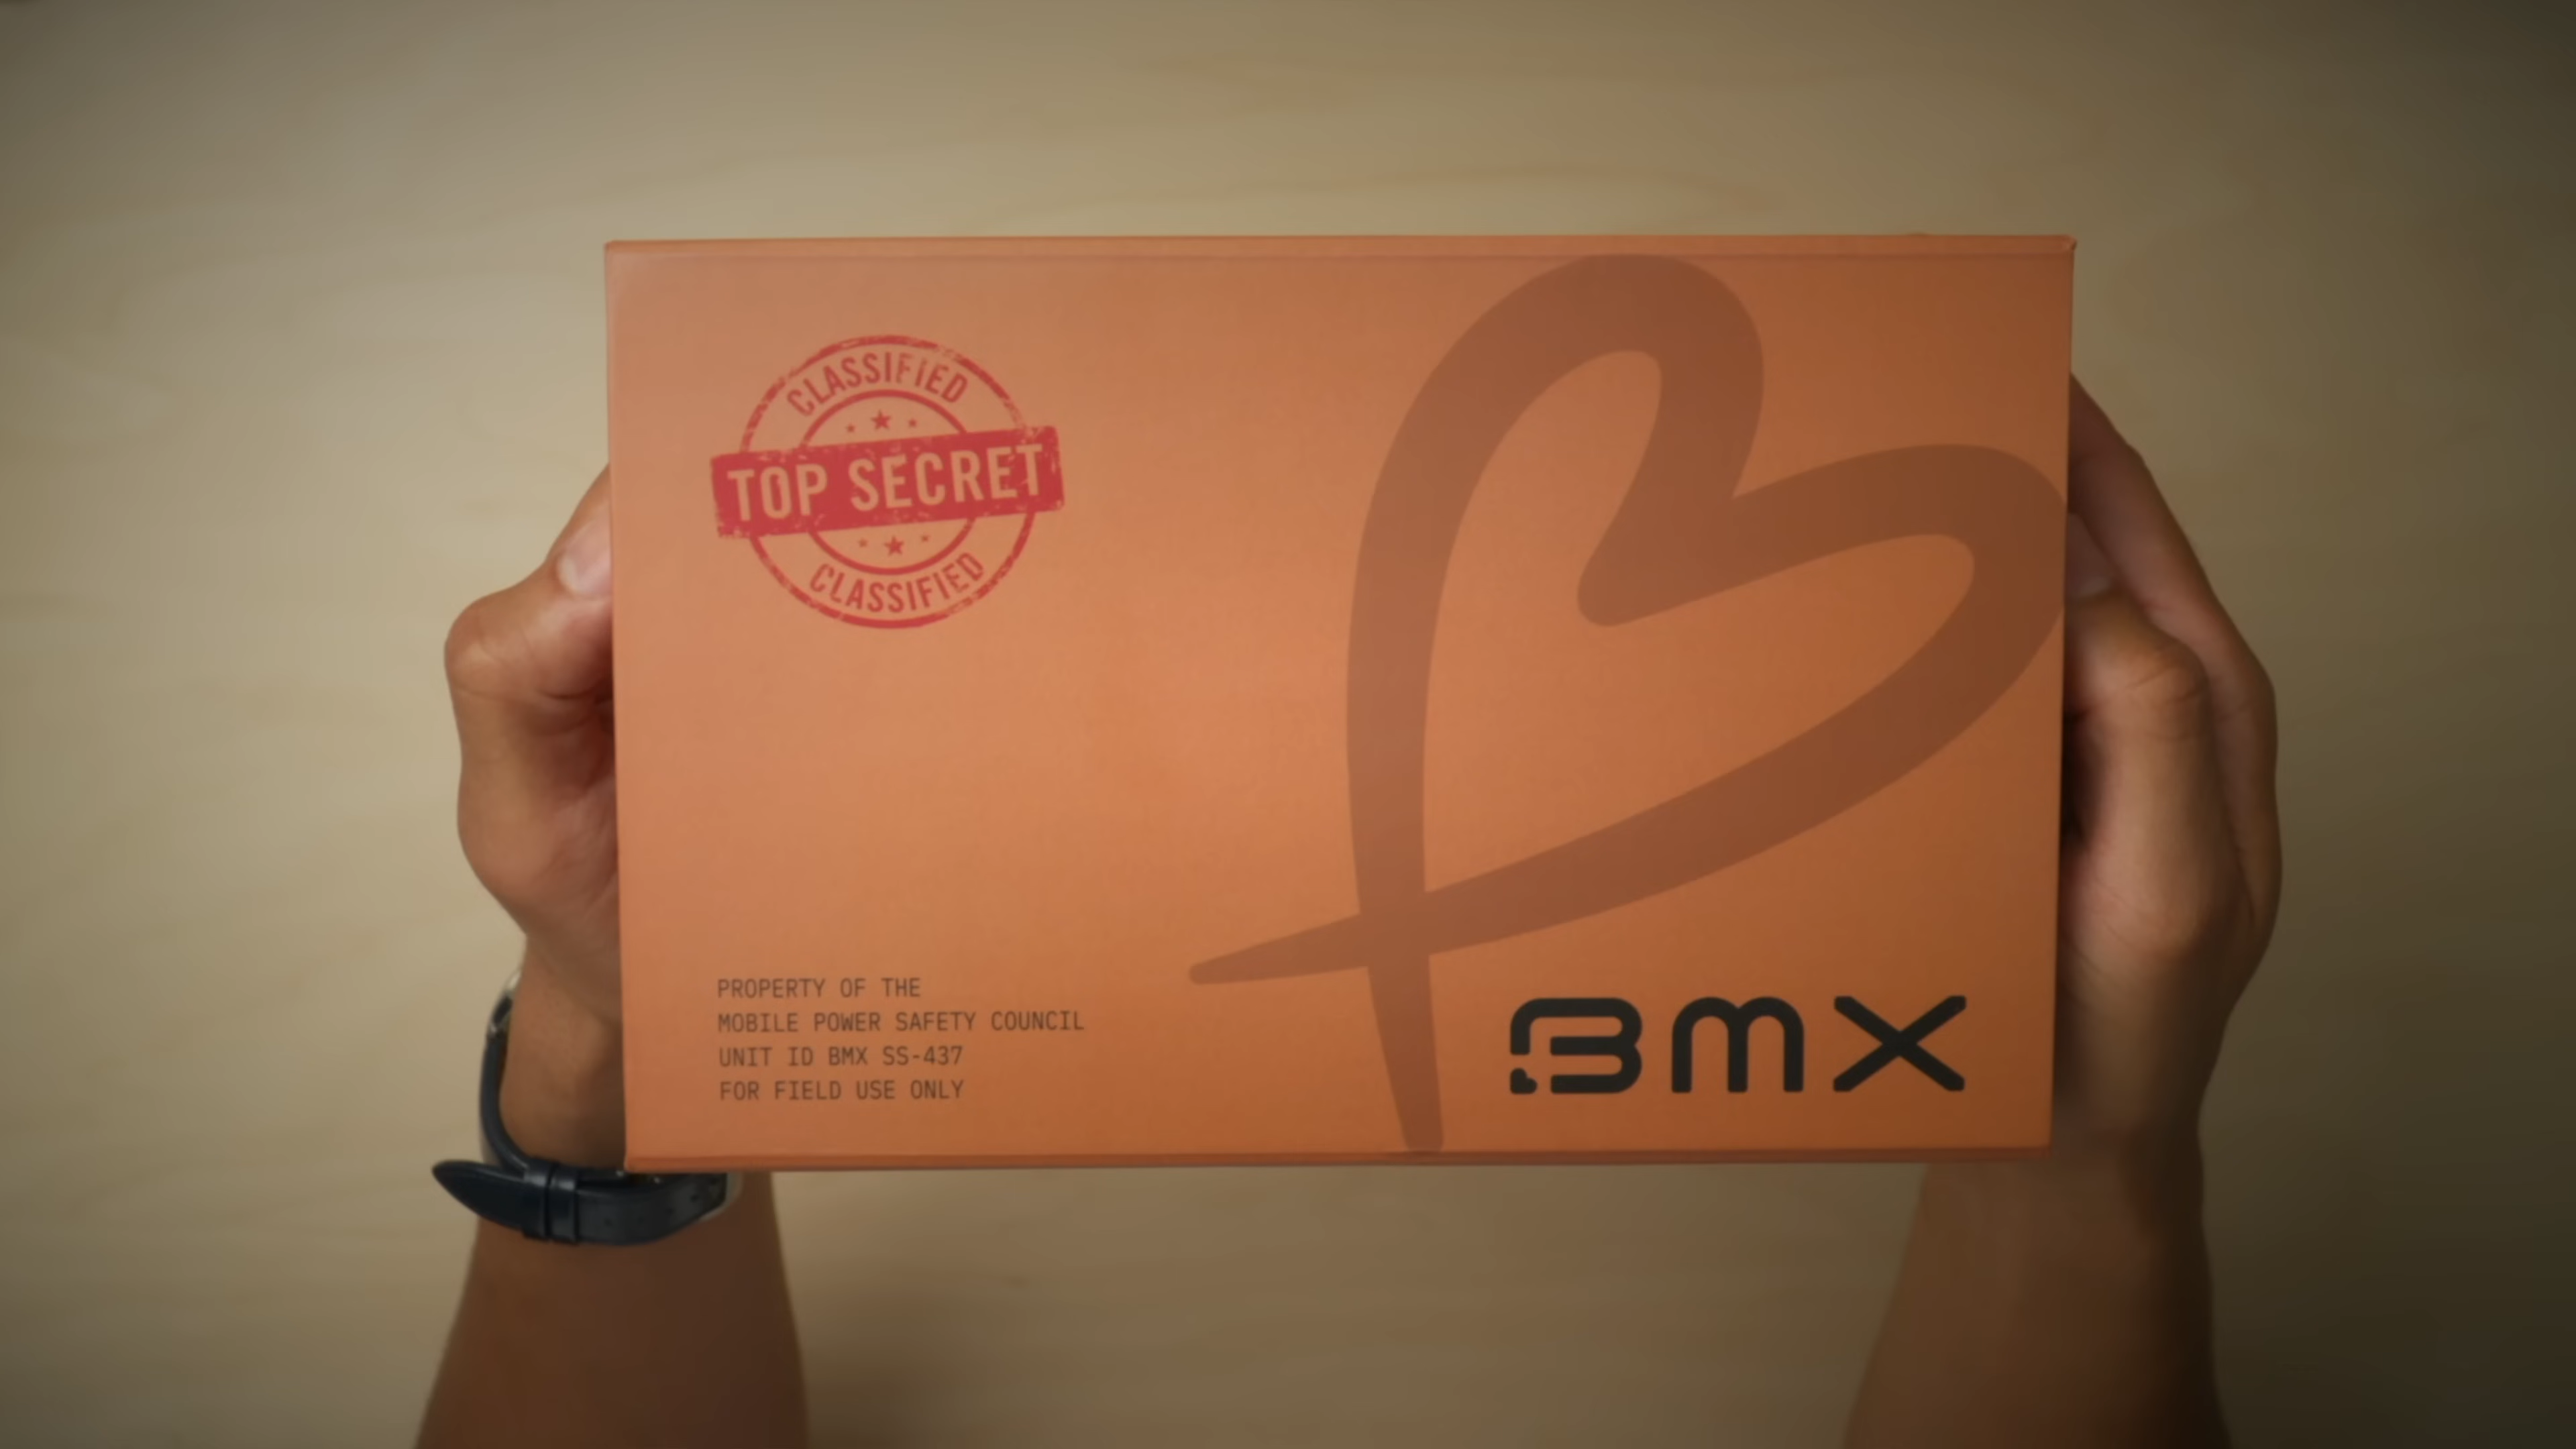 CLASSIFIED
TOP SECRET
CLASSIFIED
PROPERTY OF THE
MOBILE POWER SAFETY COUNCIL
UNIT ID BMX SS-437
FOR FIELD USE ONLY
BMX